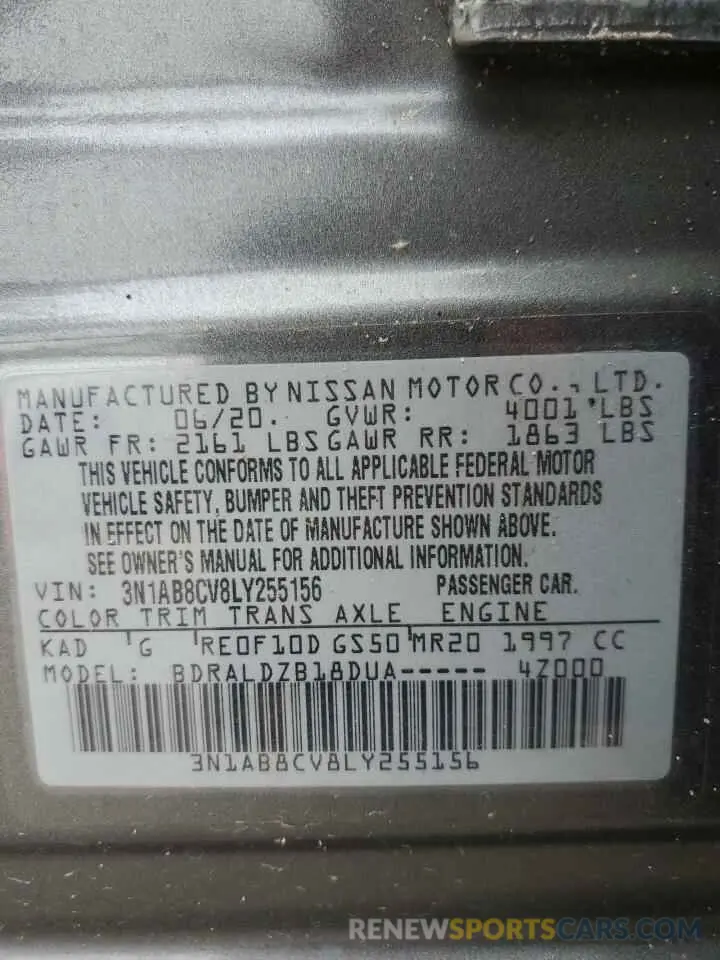 MANUFACTURED BY NISSAN MOTOR CO., LTD.
DATE: 06/20. GVWR: 4001 LBS
GAWR FR: 2161 LBS GAWR RR: 1863 LBS
THIS VEHICLE CONFORMS TO ALL APPLICABLE FEDERAL MOTOR
VEHICLE SAFETY, BUMPER AND THEFT PREVENTION STANDARDS
IN EFFECT ON THE DATE OF MANUFACTURE SHOWN ABOVE.
SEE OWNER'S MANUAL FOR ADDITIONAL INFORMATION.
VIN: 3N1AB8CV8LY255156 PASSENGER CAR.
COLOR TRIM TRANS AXLE ENGINE
KAD G RE0F10D GS50 MR20 1997 CC
MODEL: BDRALDZB18DUA----- 4Z000
3N1AB8CV8LY255156
RENEWSPORTSCARS.COM